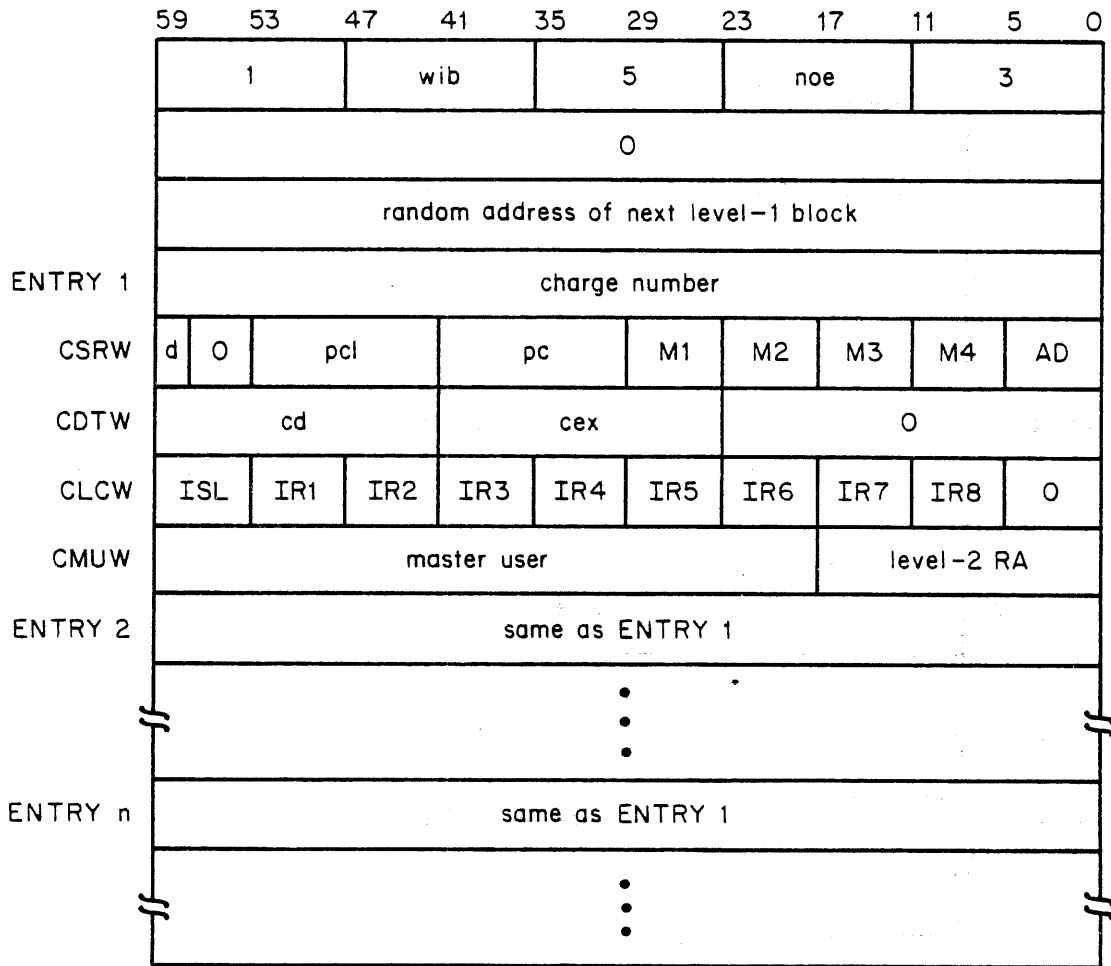 59 53 47 41 35 29 23 17 11 5 0
1 wib 5 noe 3
0
random address of next level-1 block
ENTRY 1 charge number
CSRW d 0 pcl pc M1 M2 M3 M4 AD
CDTW cd cex 0
CLCW ISL IR1 IR2 IR3 IR4 IR5 IR6 IR7 IR8 0
CMUW master user level-2 RA
ENTRY 2 same as ENTRY 1
ENTRY n same as ENTRY 1